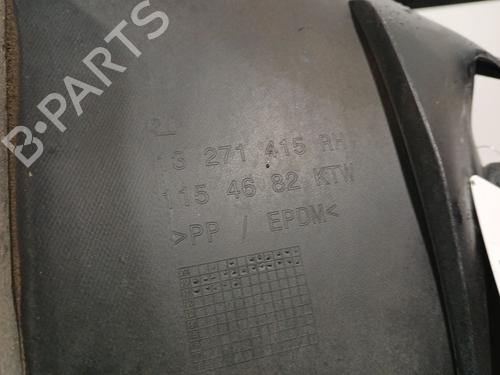 B-PARTS
13 271 415 RH
115 46 82 KTW
>PP / EPDM<